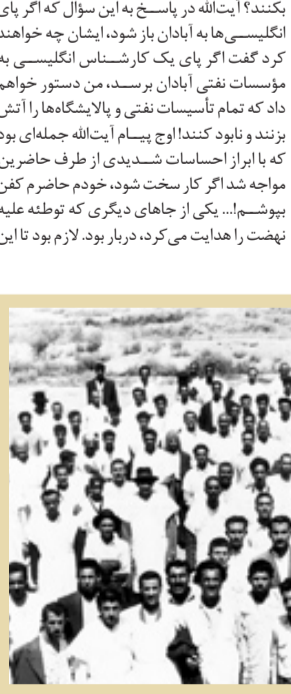 بکنند؟ آیت‌الله در پاسخ به این سؤال که اگر پای
انگلیسی‌ها به آبادان باز شود، ایشان چه خواهند
کرد گفت اگر پای یک کارشناس انگلیسی به
مؤسسات نفتی آبادان برسد، من دستور خواهم
داد که تمام تأسیسات نفتی و پالایشگاه‌ها را آتش
بزنند و نابود کنند! اوج پیام آیت‌الله جمله‌ای بود
که با ابراز احساسات شدیدی از طرف حاضرین
مواجه شد اگر کار سخت شود، خودم حاضرم کفن
بپوشم!... یکی از جاهای دیگری که توطئه علیه
نهضت را هدایت می‌کرد، دربار بود. لازم بود تا این